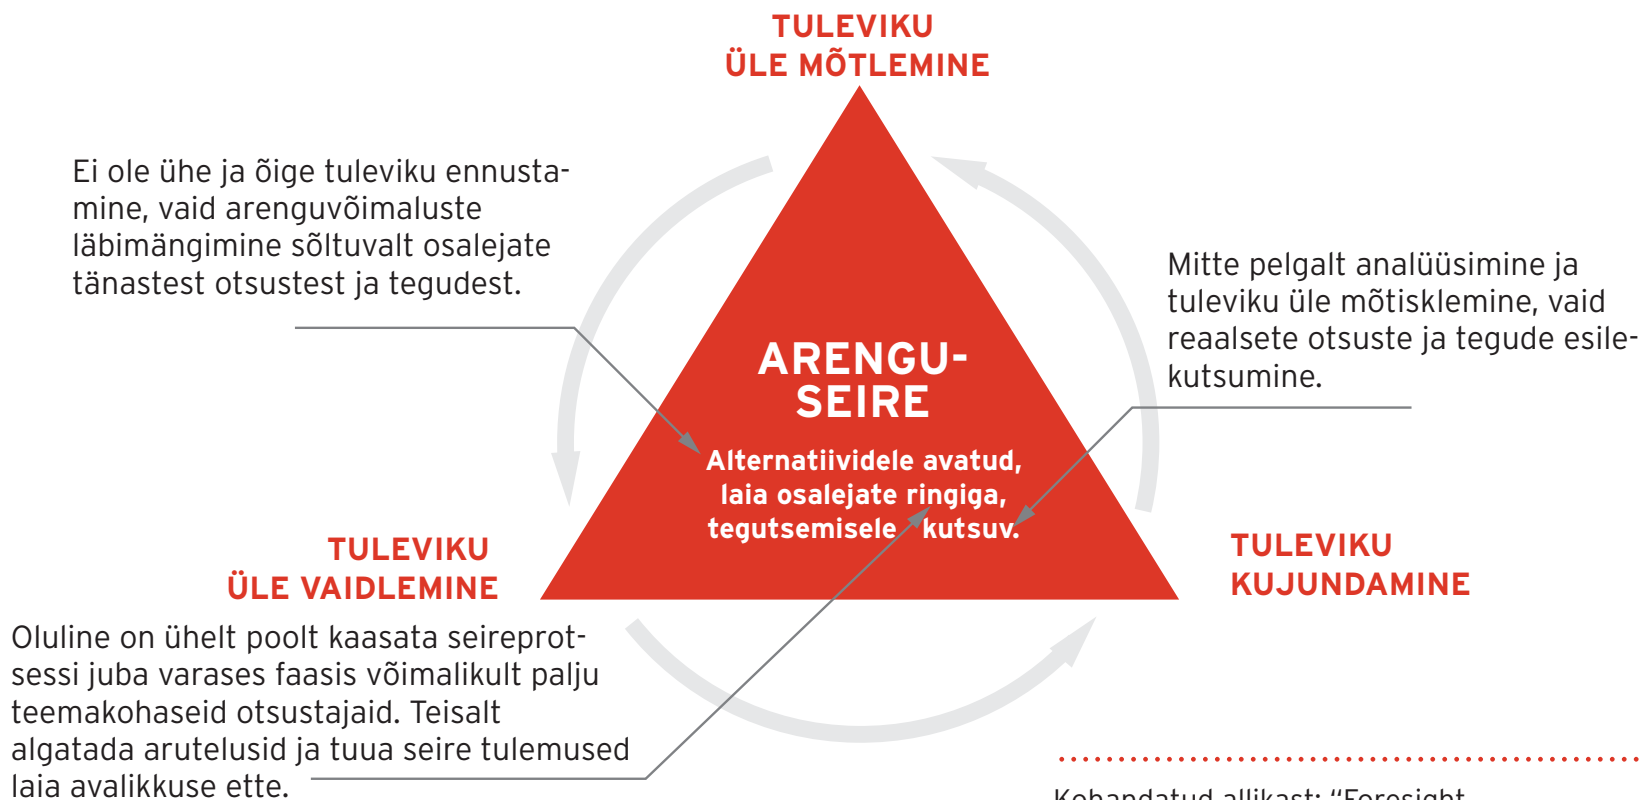 TULEVIKU
ÜLE MÕTLEMINE
Ei ole ühe ja õige tuleviku ennusta-
mine, vaid arenguvõimaluste
läbimängimine sõltuvalt osalejate
tänastest otsustest ja tegudest.
Mitte pelgalt analüüsimine ja
tuleviku üle mõtisklemine, vaid
reaalsete otsuste ja tegude esile-
kutsumine.
ARENGU-
SEIRE
Alternatiividele avatud,
laia osalejate ringiga,
tegutsemisele kutsuv.
TULEVIKU
ÜLE VAIDLEMINE
TULEVIKU
KUJUNDAMINE
Oluline on ühelt poolt kaasata seireprot-
sessi juba varases faasis võimalikult palju
teemakohaseid otsustajaid. Teisalt
algatada arutelusid ja tuua seire tulemused
laia avalikkuse ette.
Kohandatud allikast: "Foresight